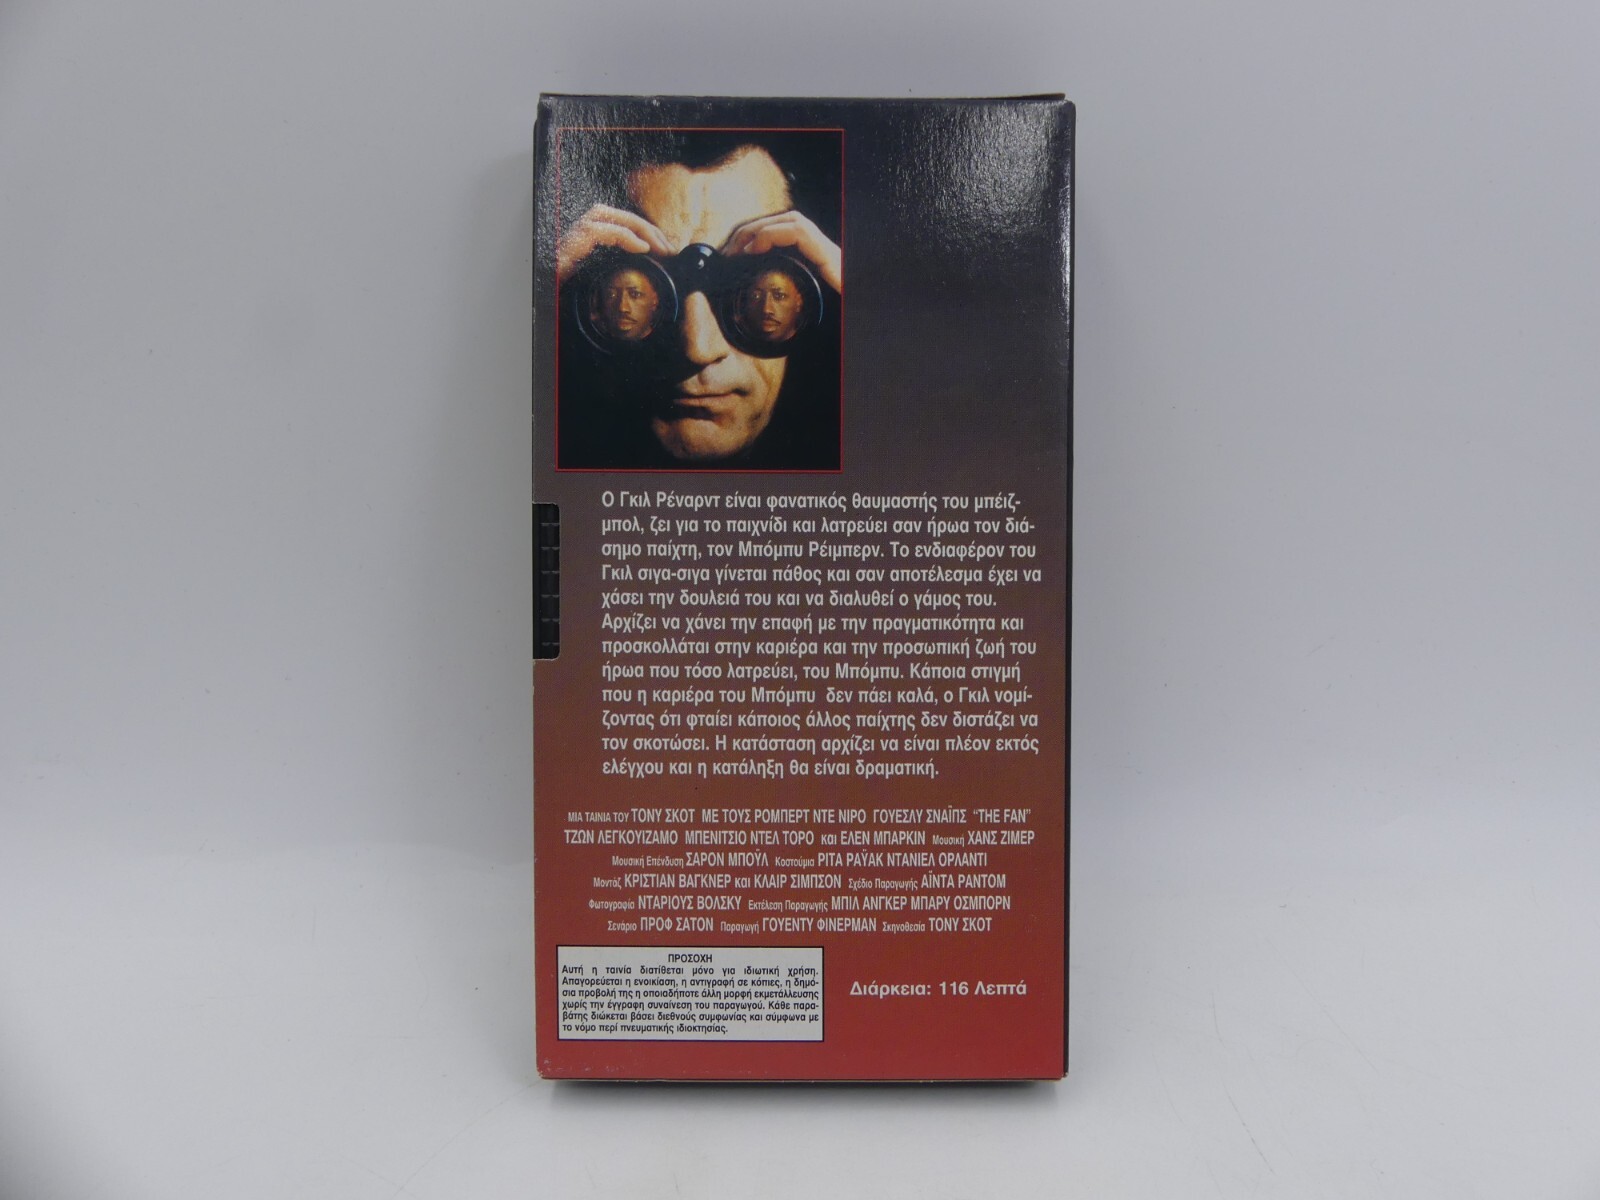 Ο Γκιλ Ρέναρντ είναι φανατικός θαυμαστής του μπέιζ-
μπολ, ζει για το παιχνίδι και λατρεύει σαν ήρωα τον διά-
σημο παίχτη, τον Μπόμπυ Ρέιμπερν. Το ενδιαφέρον του
Γκιλ σιγα-σιγα γίνεται πάθος και σαν αποτέλεσμα έχει να
χάσει την δουλειά του και να διαλυθεί ο γάμος του.
Αρχίζει να χάνει την επαφή με την πραγματικότητα και
προσκολλάται στην καριέρα και την προσωπική ζωή του
ήρωα που τόσο λατρεύει, του Μπόμπυ. Κάποια στιγμή
που η καριέρα του Μπόμπυ δεν πάει καλά, ο Γκιλ νομί-
ζοντας ότι φταίει κάποιος άλλος παίχτης δεν διστάζει να
τον σκοτώσει. Η κατάσταση αρχίζει να είναι πλέον εκτός
ελέγχου και η κατάληξη θα είναι δραματική.
ΜΙΑ ΤΑΙΝΙΑ ΤΟΥ ΤΟΝΥ ΣΚΟΤ ΜΕ ΤΟΥΣ ΡΟΜΠΕΡΤ ΝΤΕ ΝΙΡΟ ΓΟΥΕΣΛΥ ΣΝΑΪΠΣ “THE FAN”
ΤΖΩΝ ΛΕΓΚΟΥΙΖΑΜΟ ΜΠΕΝΙΤΣΙΟ ΝΤΕΛ ΤΟΡΟ και ΕΛΕΝ ΜΠΑΡΚΙΝ Μουσική ΧΑΝΣ ΖΙΜΕΡ
Μουσική Επένδυση ΣΑΡΟΝ ΜΠΟΫΛ Κοστούμια ΡΙΤΑ ΡΑΫΑΚ ΝΤΑΝΙΕΛ ΟΡΛΑΝΤΙ
Μοντάζ ΚΡΙΣΤΙΑΝ ΒΑΓΚΝΕΡ και ΚΛΑΙΡ ΣΙΜΠΣΟΝ Σχέδιο Παραγωγής ΑΪΝΤΑ ΡΑΝΤΟΜ
Φωτογραφία ΝΤΑΡΙΟΥΣ ΒΟΛΣΚΥ Εκτέλεση Παραγωγής ΜΠΙΛ ΑΝΓΚΕΡ ΜΠΑΡΥ ΟΣΜΠΟΡΝ
Σενάριο ΠΡΟΦ ΣΑΤΟΝ Παραγωγή ΓΟΥΕΝΤΥ ΦΙΝΕΡΜΑΝ Σκηνοθεσία ΤΟΝΥ ΣΚΟΤ
ΠΡΟΣΟΧΗ
Αυτή η ταινία διατίθεται μόνο για ιδιωτική χρήση.
Απαγορεύεται η ενοικίαση, η αντιγραφή σε κόπιες, η δημό-
σια προβολή της η οποιαδήποτε άλλη μορφή εκμετάλλευσης
χωρίς την έγγραφη συναίνεση του παραγωγού. Κάθε παρα-
βάτης διώκεται βάσει διεθνούς συμφωνίας και σύμφωνα με
το νόμο περί πνευματικής ιδιοκτησίας.
Διάρκεια: 116 Λεπτά